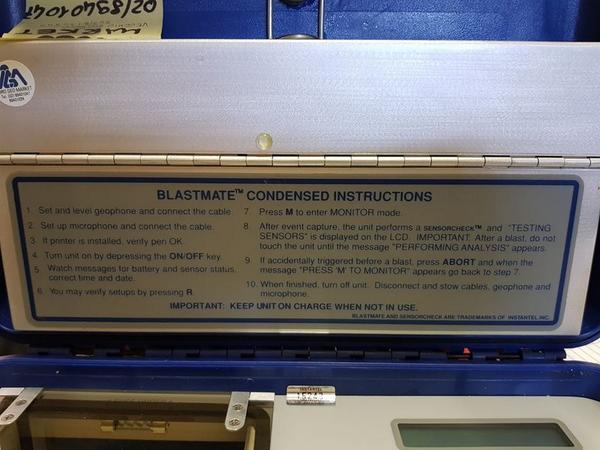 02/89401047
MARKET
BLASTMATE™ CONDENSED INSTRUCTIONS
1. Set and level geophone and connect the cable.
2. Set up microphone and connect the cable.
3. If printer is installed, verify pen OK.
4. Turn unit on by depressing the ON/OFF key.
5 Watch messages for battery and sensor status,
correct time and date.
6. You may verify setups by pressing R
7. Press M to enter MONITOR mode.
8. After event capture, the unit performs a SENSORCHECK™ and "TESTING
SENSORS" is displayed on the LCD. IMPORTANT: After a blast, do not
touch the unit until the message "PERFORMING ANALYSIS" appears.
9. If accidentally triggered before a blast, press ABORT and when the
message "PRESS 'M' TO MONITOR" appears go back to step 7.
10. When finished, turn off unit. Disconnect and stow cables, geophone and
microphone.
IMPORTANT: KEEP UNIT ON CHARGE WHEN NOT IN USE.
BLASTMATE AND SENSORCHECK ARE TRADEMARKS OF INSTANTEL INC.
INSTANTEL